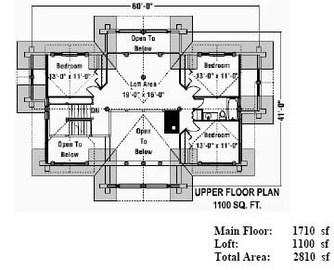 60'-0"
Open To
Below
Bedroom
13'-0" x 11'-0"
Loft Area
19'-0" x 16'-0"
Bedroom
13'-0" x 11'-0"
41'-0"
Open
To
Below
Open To
Below
Bedroom
13'-0" x 11'-0"
UPPER FLOOR PLAN
1100 SQ. FT.
Main Floor: 1710 sf
Loft: 1100 sf
Total Area: 2810 sf